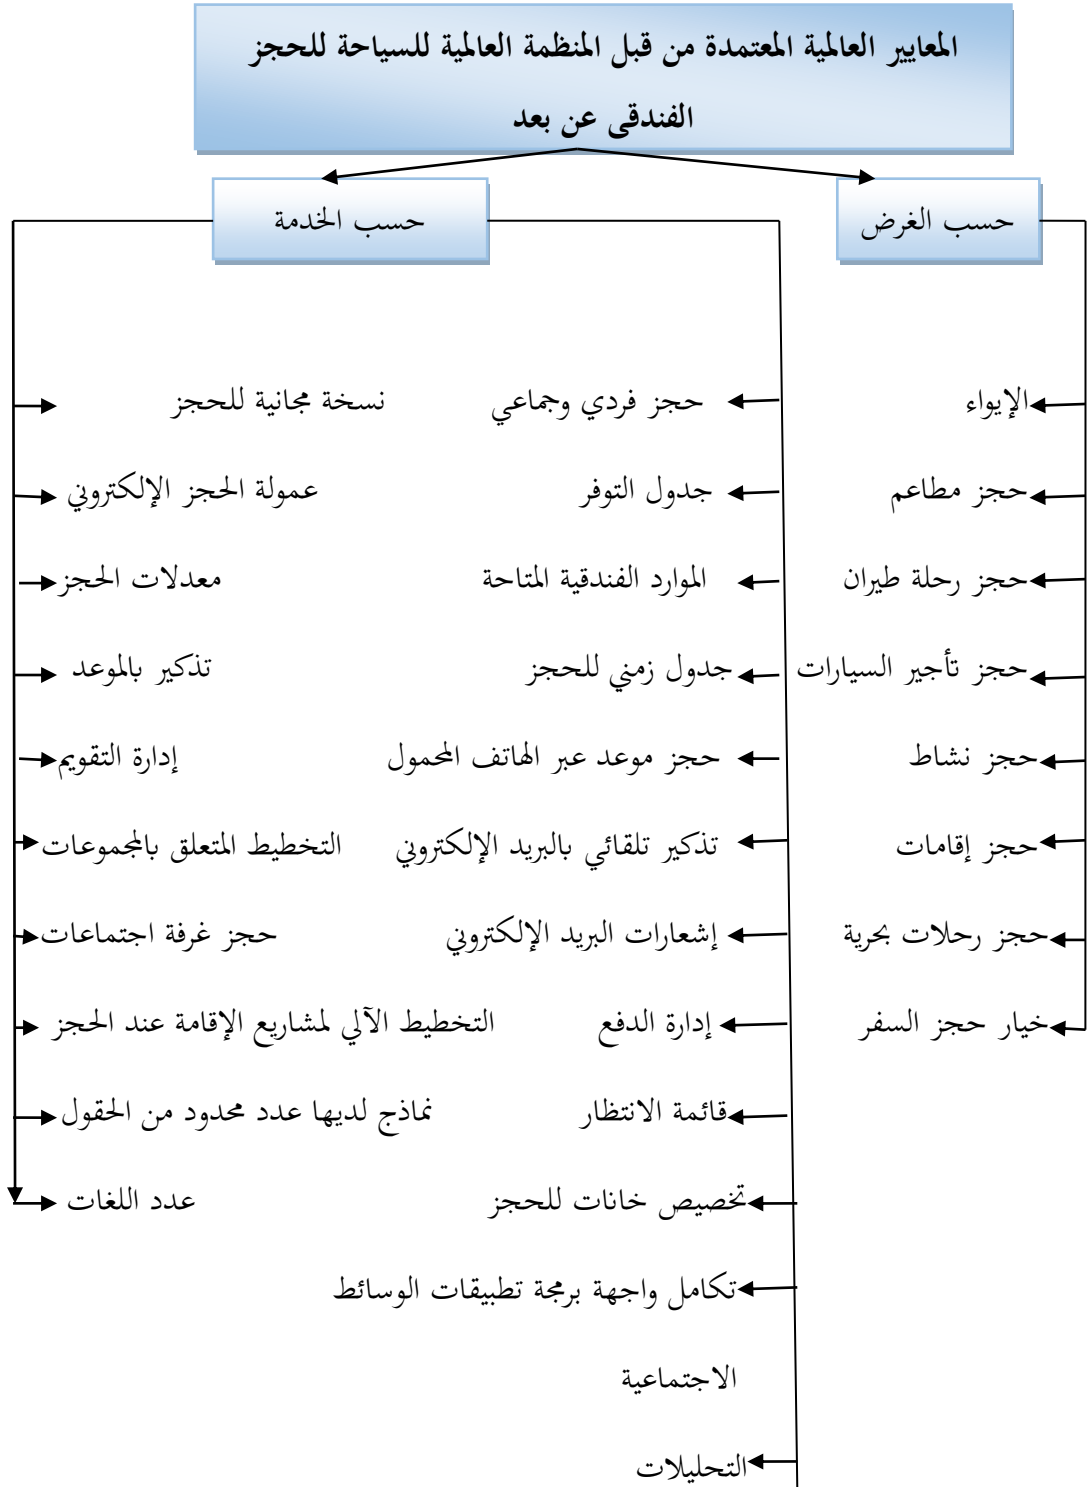 المعايير العالمية المعتمدة من قبل المنظمة العالمية للسياحة للحجز
الفندقى عن بعد
حسب الغرض
حسب الخدمة
الإيواء
حجز مطاعم
حجز رحلة طيران
حجز تأجير السيارات
حجز نشاط
حجز إقامات
حجز رحلات بحرية
خيار حجز السفر
حجز فردي وجماعي
جدول التوفر
الموارد الفندقية المتاحة
جدول زمني للحجز
حجز موعد عبر الهاتف المحمول
تذكير تلقائي بالبريد الإلكتروني
إشعارات البريد الإلكتروني
إدارة الدفع
قائمة الانتظار
تخصيص خانات للحجز
تكامل واجهة برمجة تطبيقات الوسائط
الاجتماعية
التحليلات
نسخة مجانية للحجز
عمولة الحجز الإلكتروني
معدلات الحجز
تذكير بالموعد
إدارة التقويم
التخطيط المتعلق بالمجموعات
حجز غرفة اجتماعات
التخطيط الآلي لمشاريع الإقامة عند الحجز
نماذج لديها عدد محدود من الحقول
عدد اللغات